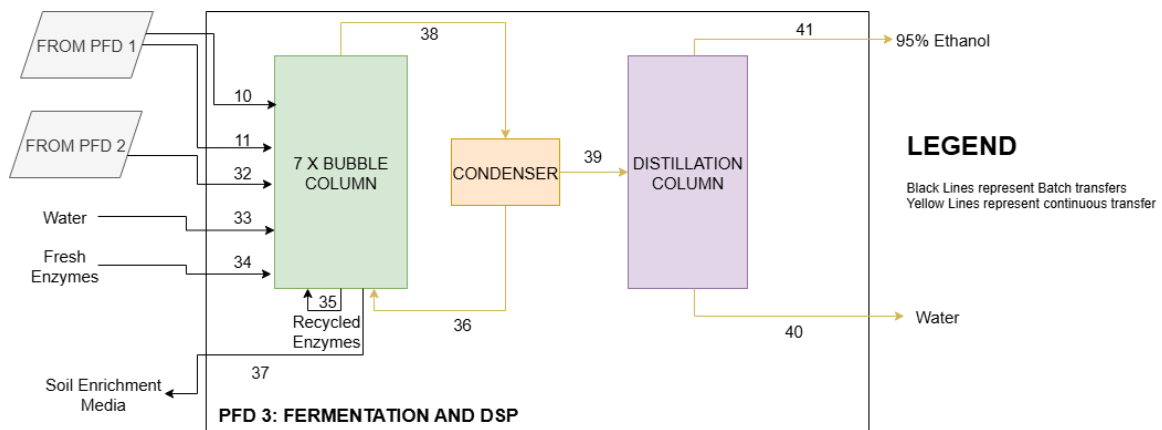 FROM PFD 1
38
41
95% Ethanol
10
FROM PFD 2
11
7 X BUBBLE
COLUMN
CONDENSER
39
DISTILLATION
COLUMN
LEGEND
32
Black Lines represent Batch transfers
Yellow Lines represent continuous transfer
Water
33
Fresh
Enzymes
34
35
Recycled
Enzymes
36
40
Water
37
Soil Enrichment
Media
PFD 3: FERMENTATION AND DSP